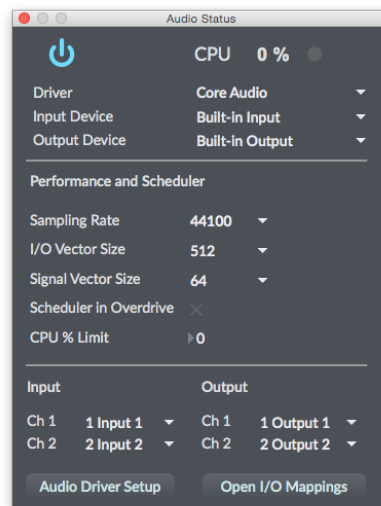 Audio Status
CPU 0 %
Driver Core Audio
Input Device Built-in Input
Output Device Built-in Output
Performance and Scheduler
Sampling Rate 44100
I/O Vector Size 512
Signal Vector Size 64
Scheduler in Overdrive
CPU % Limit 0
Input Output
Ch 1 1 Input 1 Ch 1 1 Output 1
Ch 2 2 Input 2 Ch 2 2 Output 2
Audio Driver Setup Open I/O Mappings